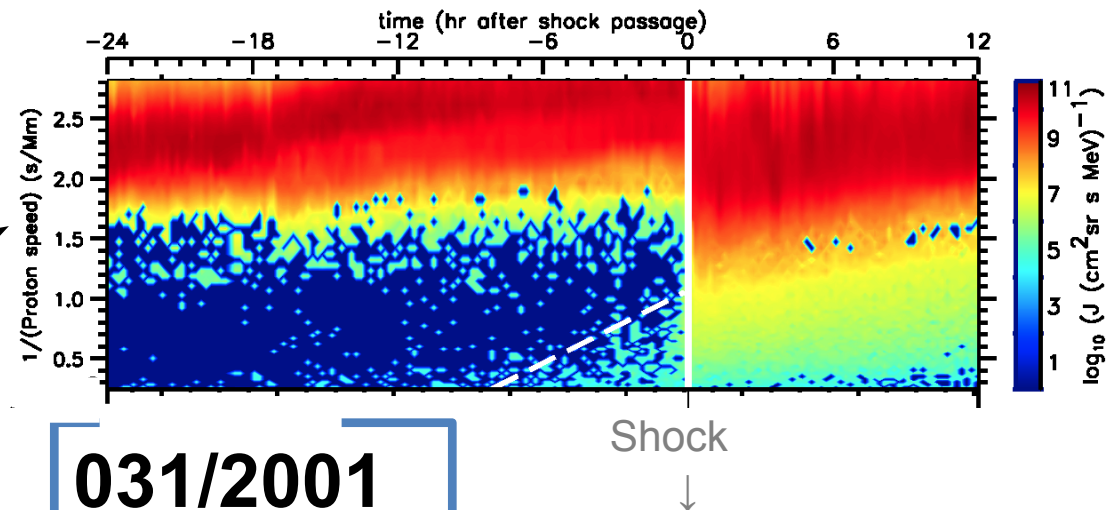 time (hr after shock passage)
−24 −18 −12 −6 0 6 12
1/(Proton speed) (s/Mm)
2.5
2.0
1.5
1.0
0.5
11
9
7
5
3
1
log10 (J (cm2sr s MeV)−1)
Shock
↓
031/2001